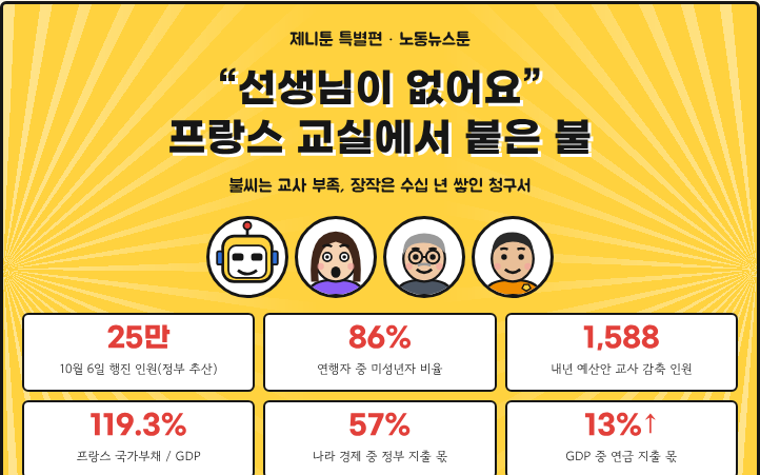 제니툰 특별편 · 노동뉴스툰
“선생님이 없어요”
프랑스 교실에서 붙은 불
불씨는 교사 부족, 장작은 수십 년 쌓인 청구서
25만
10월 6일 행진 인원(정부 추산)
86%
연행자 중 미성년자 비율
1,588
내년 예산안 교사 감축 인원
119.3%
프랑스 국가부채 / GDP
57%
나라 경제 중 정부 지출 몫
13%↑
GDP 중 연금 지출 몫